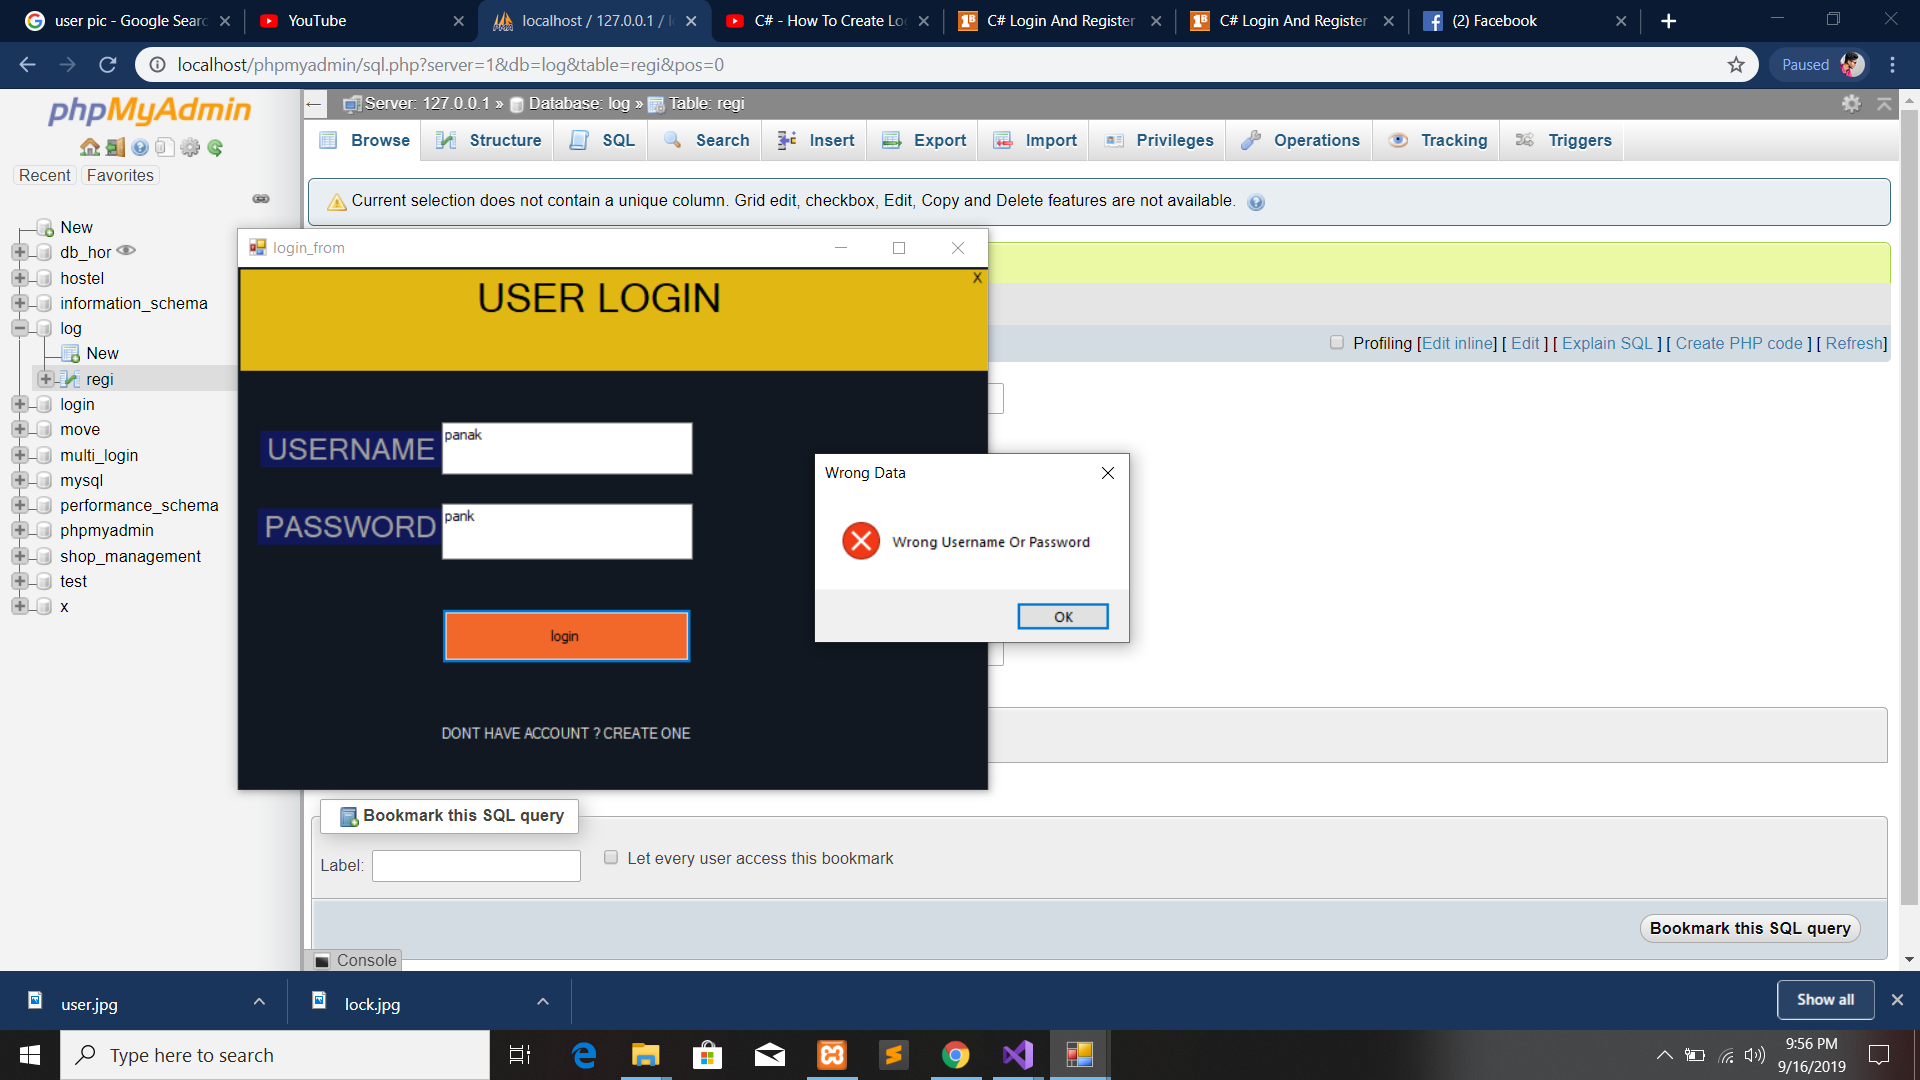 user pic - Google Searc
YouTube
localhost / 127.0.0.1 / l
C# - How To Create Lo
C# Login And Register
C# Login And Register
(2) Facebook
localhost/phpmyadmin/sql.php?server=1&db=log&table=regi&pos=0
Paused
phpMyAdmin
Server: 127.0.0.1 » Database: log » Table: regi
Browse Structure SQL Search Insert Export Import Privileges Operations Tracking Triggers
Recent Favorites
Current selection does not contain a unique column. Grid edit, checkbox, Edit, Copy and Delete features are not available.
New
db_hor
hostel
information_schema
log
New
regi
login
move
multi_login
mysql
performance_schema
phpmyadmin
shop_management
test
x
Profiling [Edit inline] [ Edit ] [ Explain SQL ] [ Create PHP code ] [ Refresh]
login_from
X
USER LOGIN
USERNAME panak
PASSWORD pank
login
DONT HAVE ACCOUNT ? CREATE ONE
Wrong Data
Wrong Username Or Password
OK
Bookmark this SQL query
Label:
Let every user access this bookmark
Bookmark this SQL query
Console
user.jpg
lock.jpg
Show all
Type here to search
9:56 PM
9/16/2019